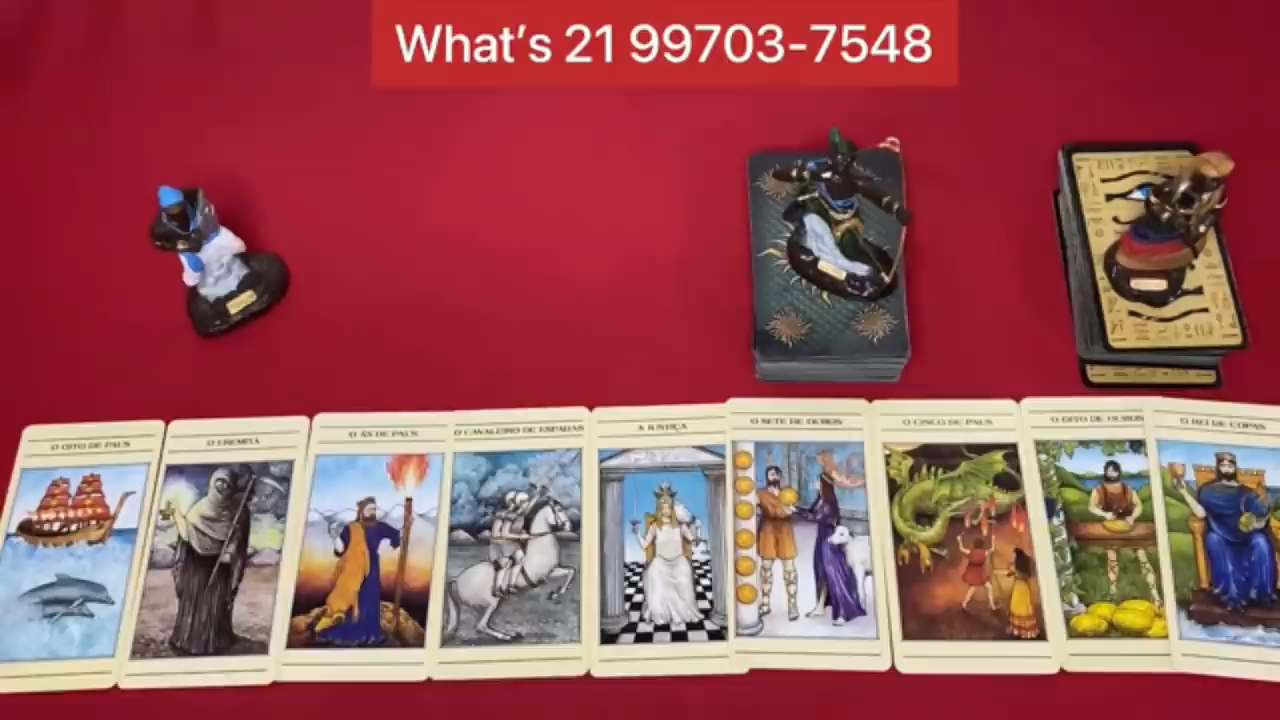 What's 21 99703-7548
O OITO DE PAUS
O EREMITA
O ÁS DE PAUS
O CAVALEIRO DE ESPADAS
A JUSTIÇA
O SETE DE OUROS
O CINCO DE PAUS
O OITO DE OUROS
O REI DE COPAS